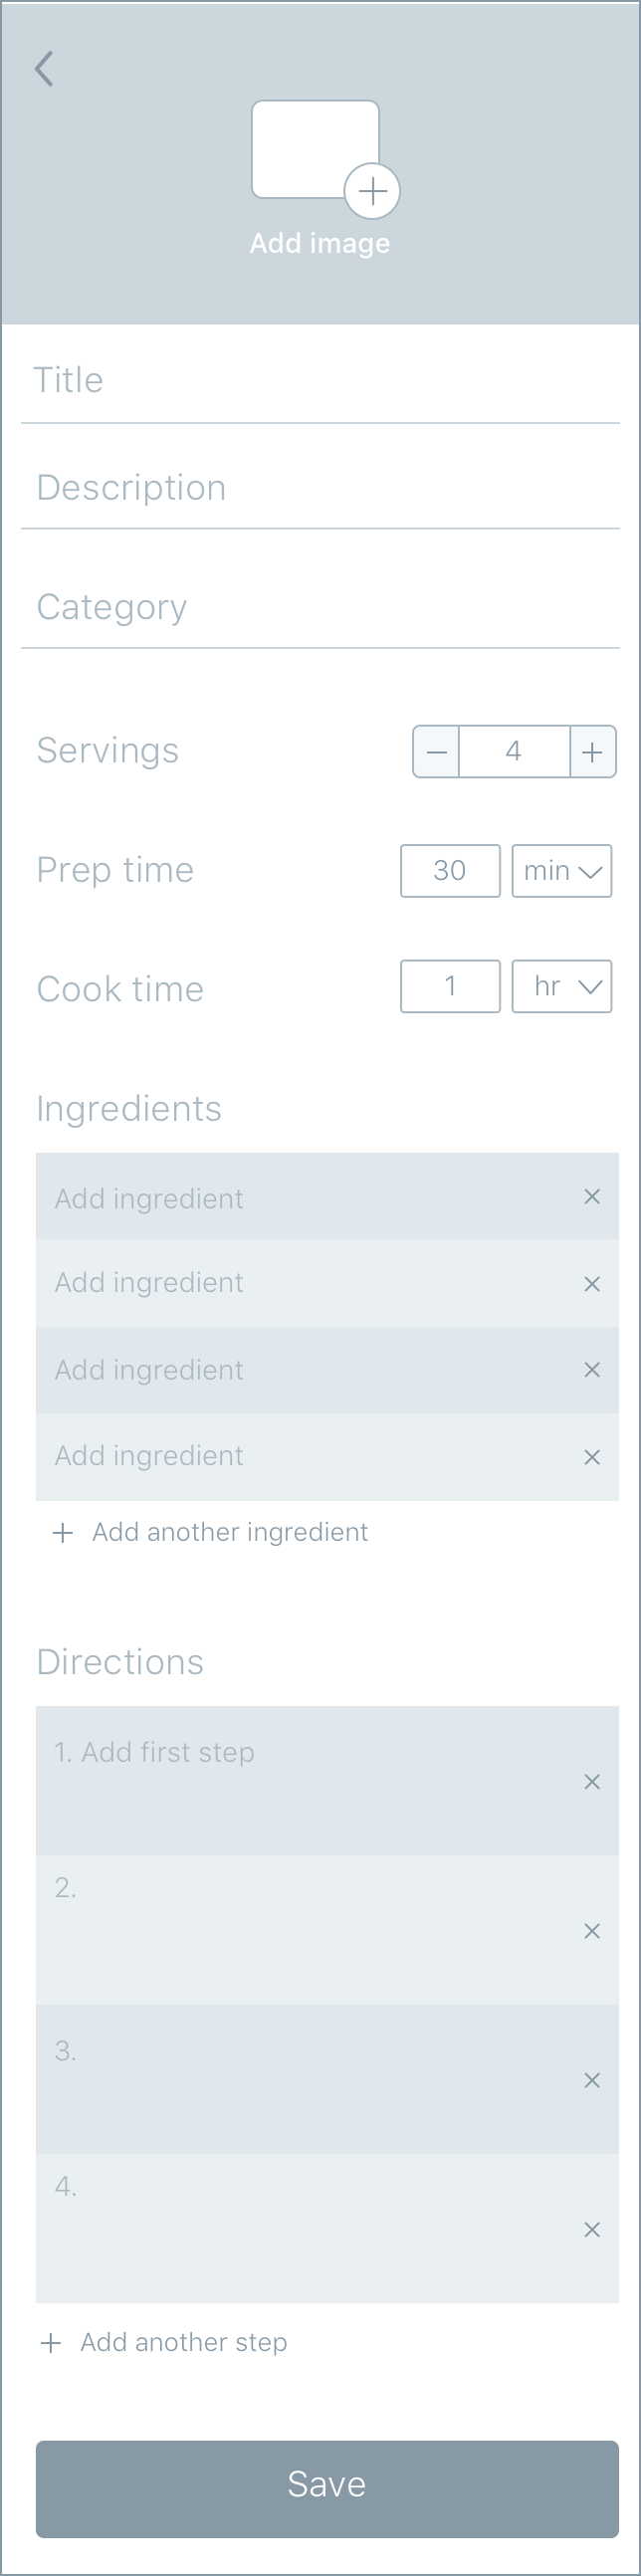 Add image
Title
Description
Category
Servings 4
Prep time 30 min
Cook time 1 hr
Ingredients
Add ingredient
Add ingredient
Add ingredient
Add ingredient
Add another ingredient
Directions
1. Add first step
2.
3.
4.
Add another step
Save